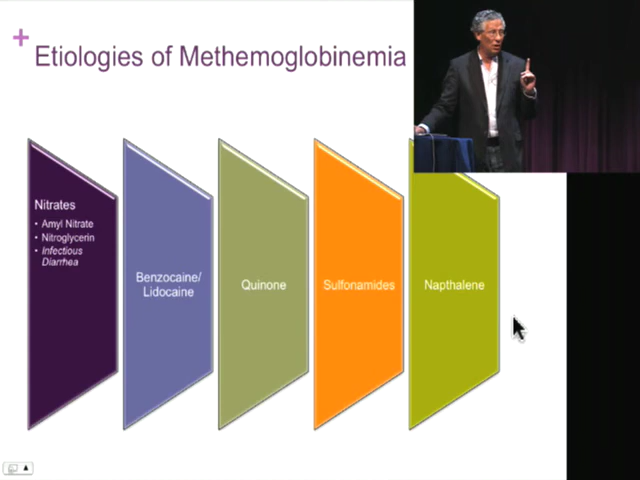 Etiologies of Methemoglobinemia
Nitrates
• Amyl Nitrate
• Nitroglycerin
• Infectious
Diarrhea
Benzocaine/
Lidocaine
Quinone
Sulfonamides
Napthalene